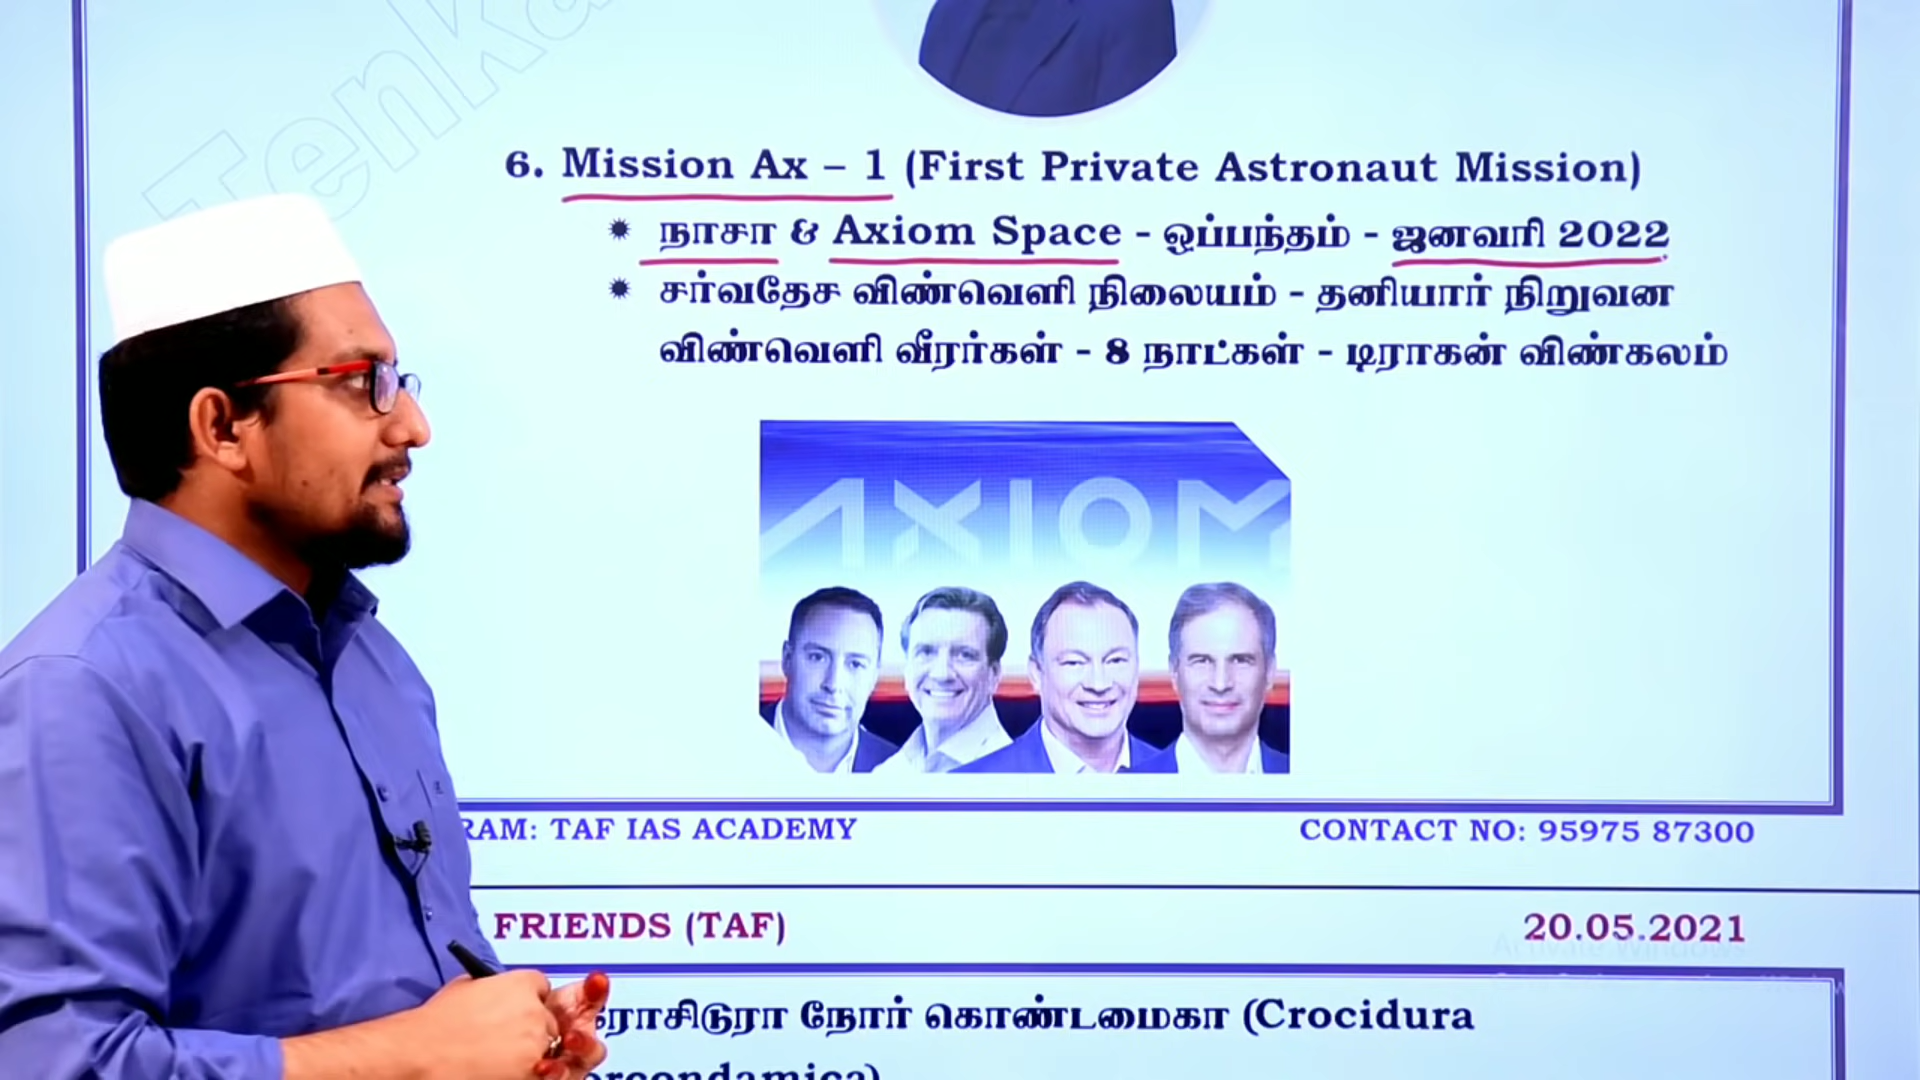 6. Mission Ax – 1 (First Private Astronaut Mission)
நாசா & Axiom Space - ஒப்பந்தம் - ஜனவரி 2022
சர்வதேச விண்வெளி நிலையம் - தனியார் நிறுவன
விண்வெளி வீரர்கள் - 8 நாட்கள் - டிராகன் விண்கலம்
AXIOM
RAM: TAF IAS ACADEMY
CONTACT NO: 95975 87300
FRIENDS (TAF)
20.05.2021
Activate Windows
ரோசிடுரா நோர் கொண்டமைகா (Crocidura